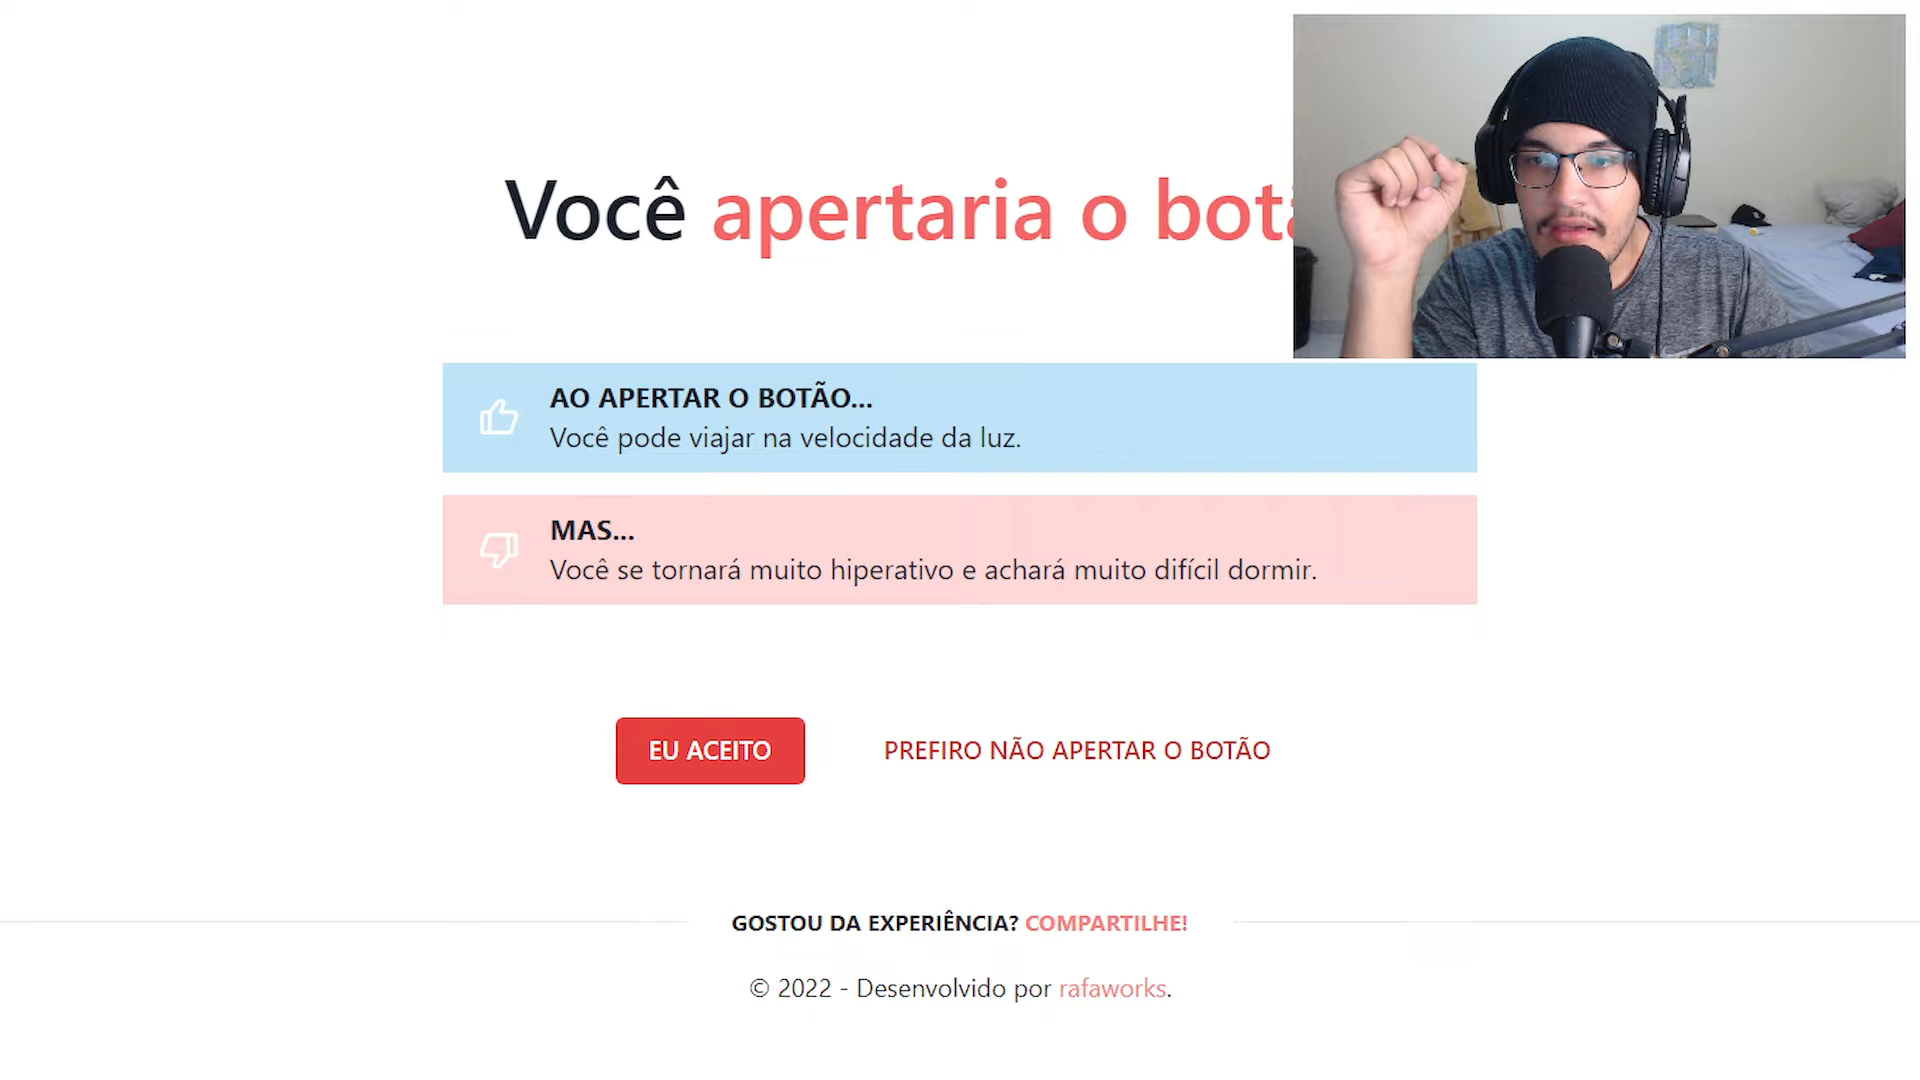 Você apertaria o botã
AO APERTAR O BOTÃO...
Você pode viajar na velocidade da luz.
MAS...
Você se tornará muito hiperativo e achará muito difícil dormir.
EU ACEITO
PREFIRO NÃO APERTAR O BOTÃO
GOSTOU DA EXPERIÊNCIA? COMPARTILHE!
© 2022 - Desenvolvido por rafaworks.